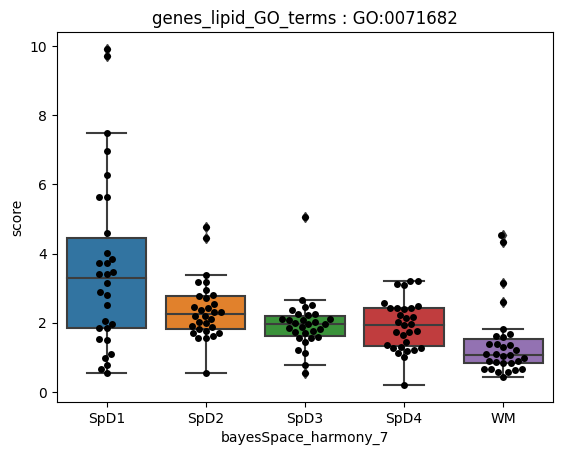 genes_lipid_GO_terms : GO:0071682
score
10
8
6
4
2
0
SpD1 SpD2 SpD3 SpD4 WM
bayesSpace_harmony_7